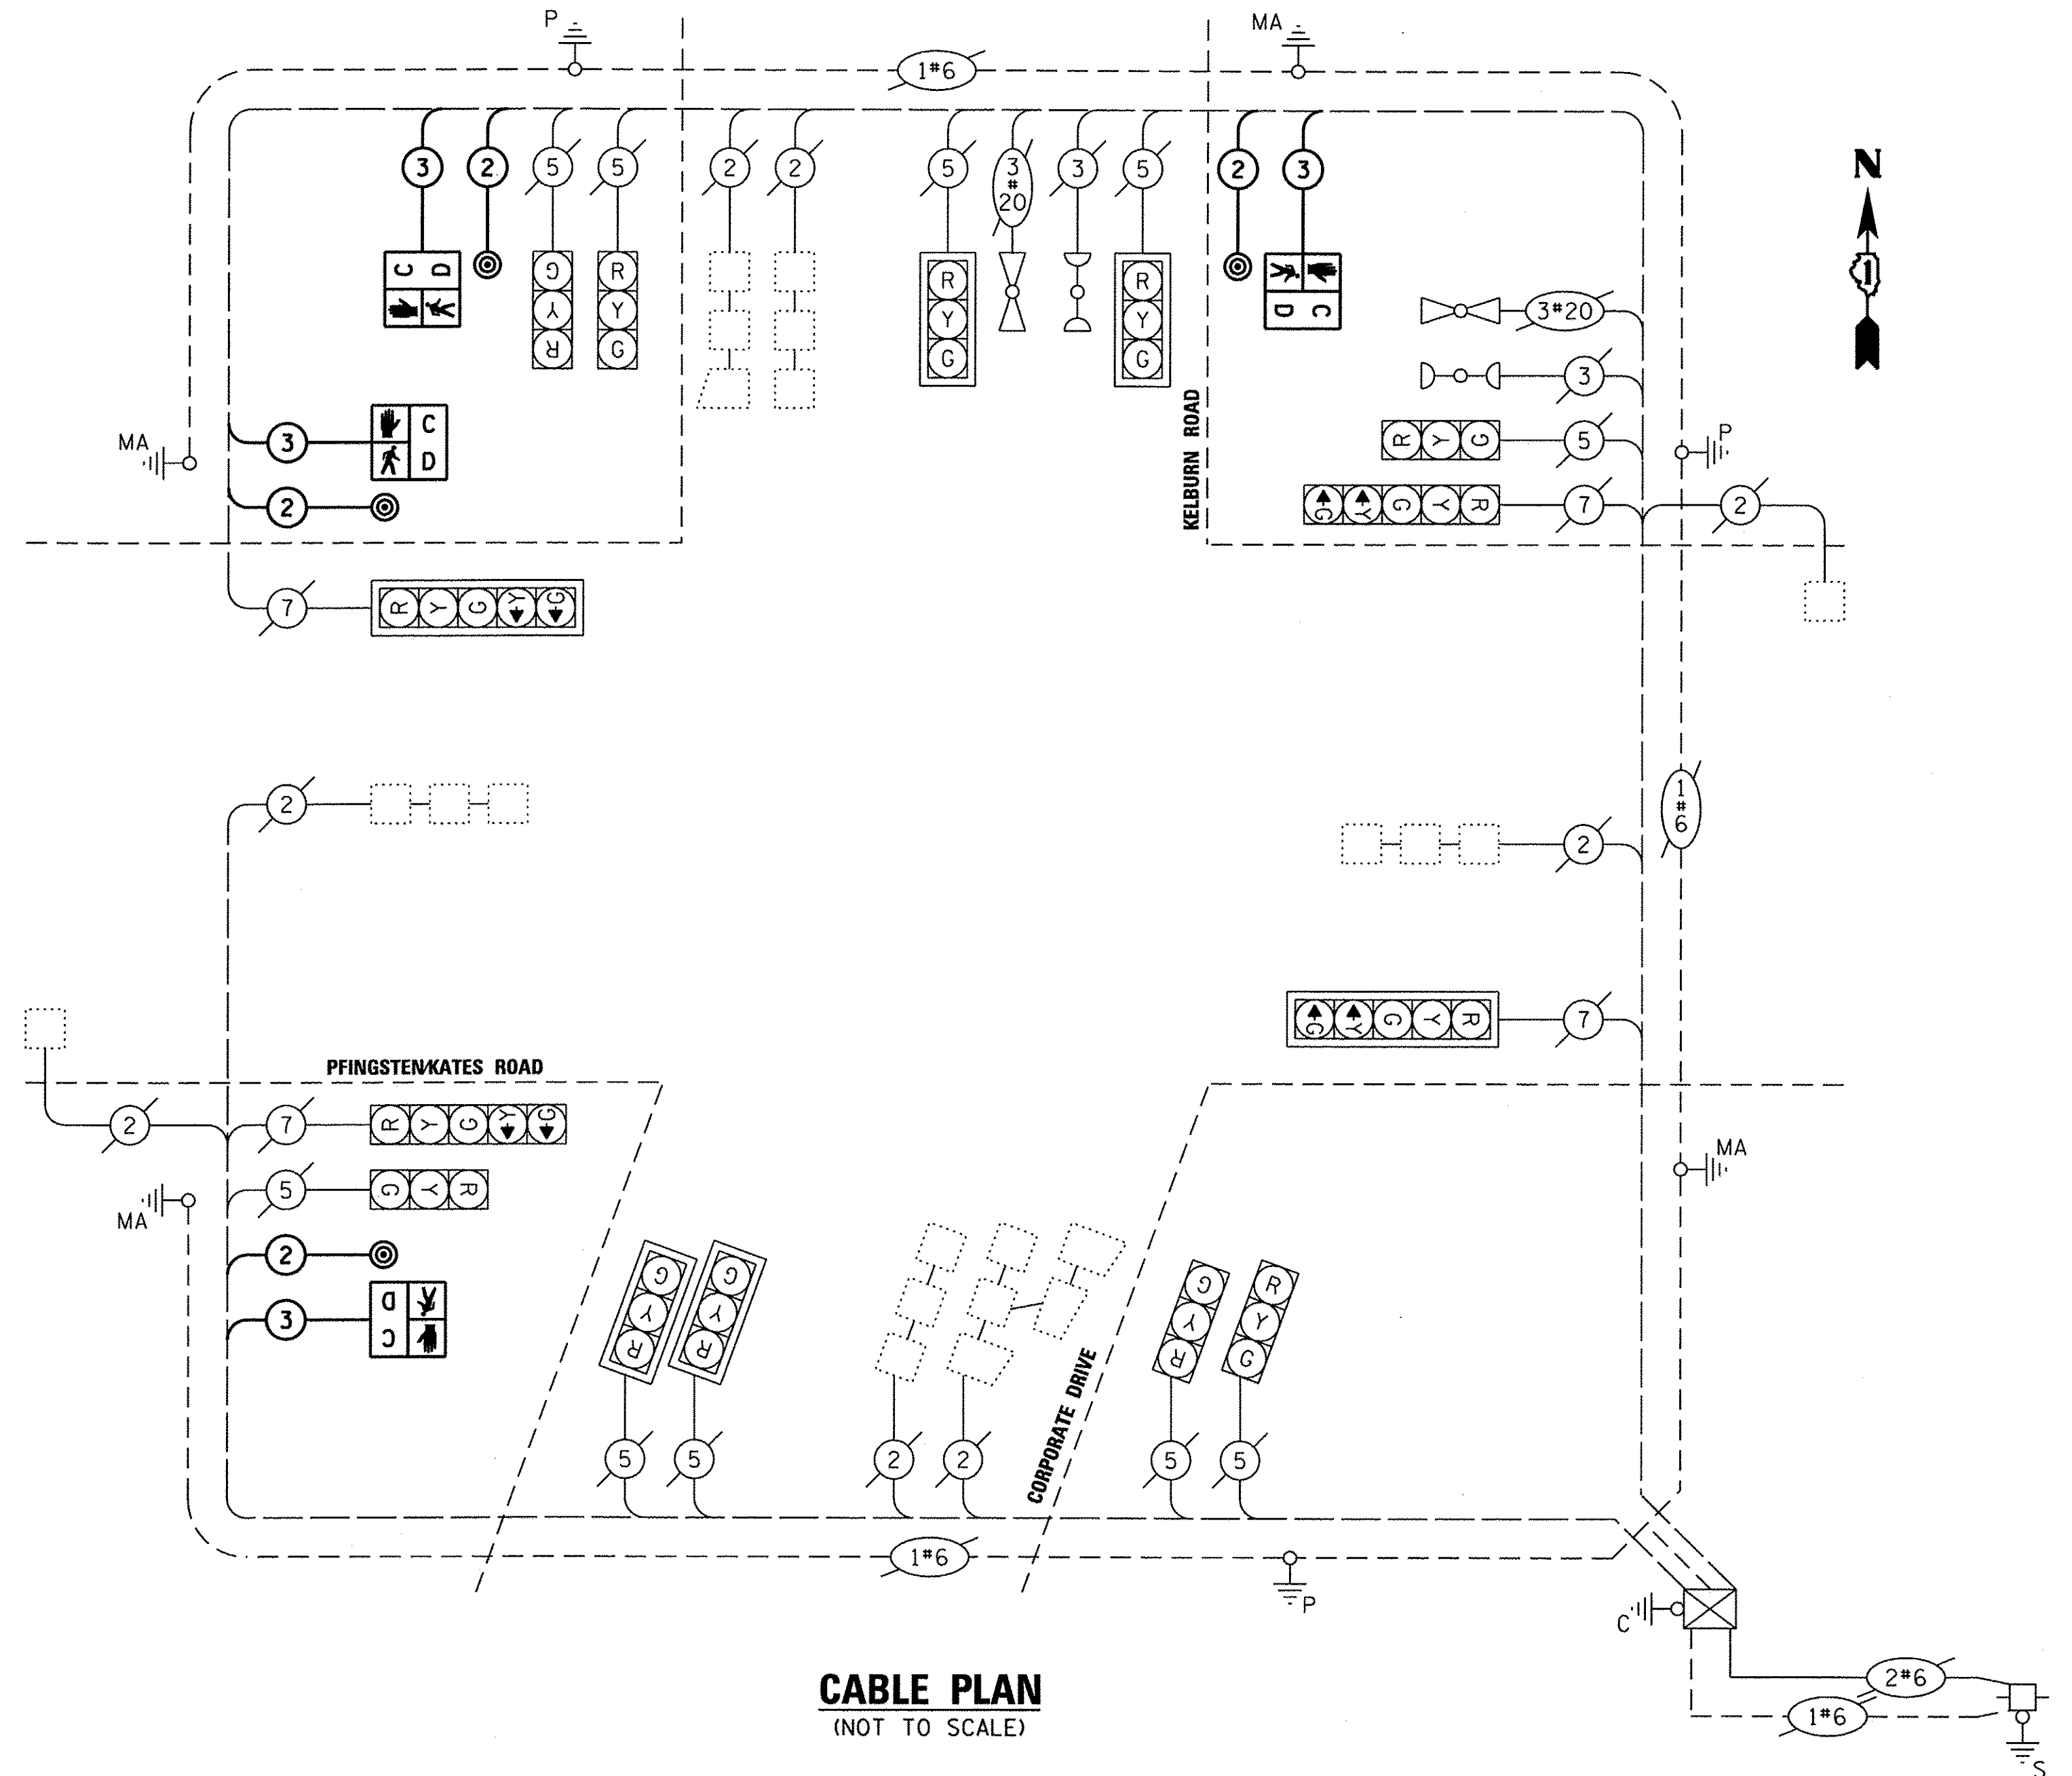 P
MA
1#6
N
1
3 2 5 5 2 2 5 3 # 20 3 5 2 3
C D
G Y R
R Y G
R Y G
R Y G
C D
3#20
3
KELBURN ROAD
R Y G 5
P
MA
3 C D
G Y G Y R 7
2
2
7 R Y G Y G
2
1 # 6
2
G Y G Y R 7
PFINGSTEN/KATES ROAD
2 7 R Y G Y G
MA
5 G Y R
MA
2
3 C D
G Y R
G Y R
G Y R
R Y G
CORPORATE DRIVE
5 5 2 2 5 5
1#6
P
C
CABLE PLAN
(NOT TO SCALE)
2#6
1#6
S